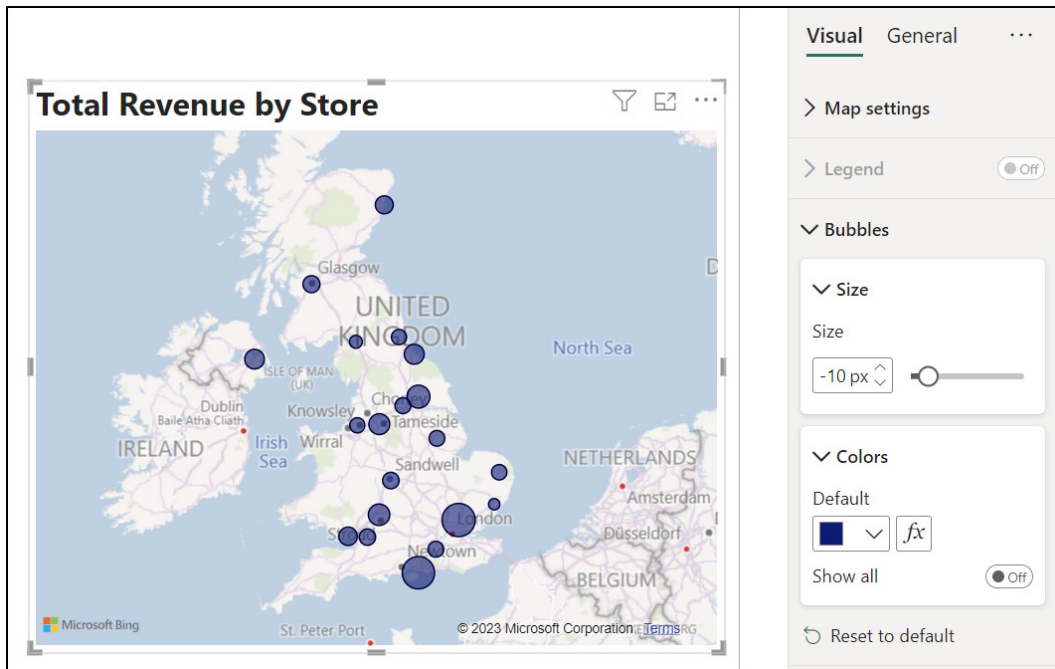 Visual General ...
Total Revenue by Store
Map settings
Legend Off
Bubbles
Size
Size
-10 px
Colors
Default
fx
Show all Off
Reset to default
Glasgow
UNITED
KINGDOM
North Sea
ISLE OF MAN
(UK)
Dublin
Baile Atha Cliath
Knowsley
Tameside
IRELAND
Irish
Sea
Wirral
Sandwell
NETHERLANDS
Amsterdam
London
Düsseldorf
BELGIUM
St. Peter Port
Microsoft Bing
© 2023 Microsoft Corporation Terms